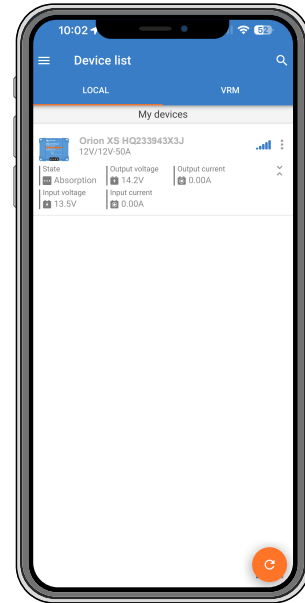 10:02
52
Device list
LOCAL VRM
My devices
Orion XS HQ233943X3J
12V/12V-50A
State Output voltage Output current
Absorption 14.2V 0.00A
Input voltage Input current
13.5V 0.00A